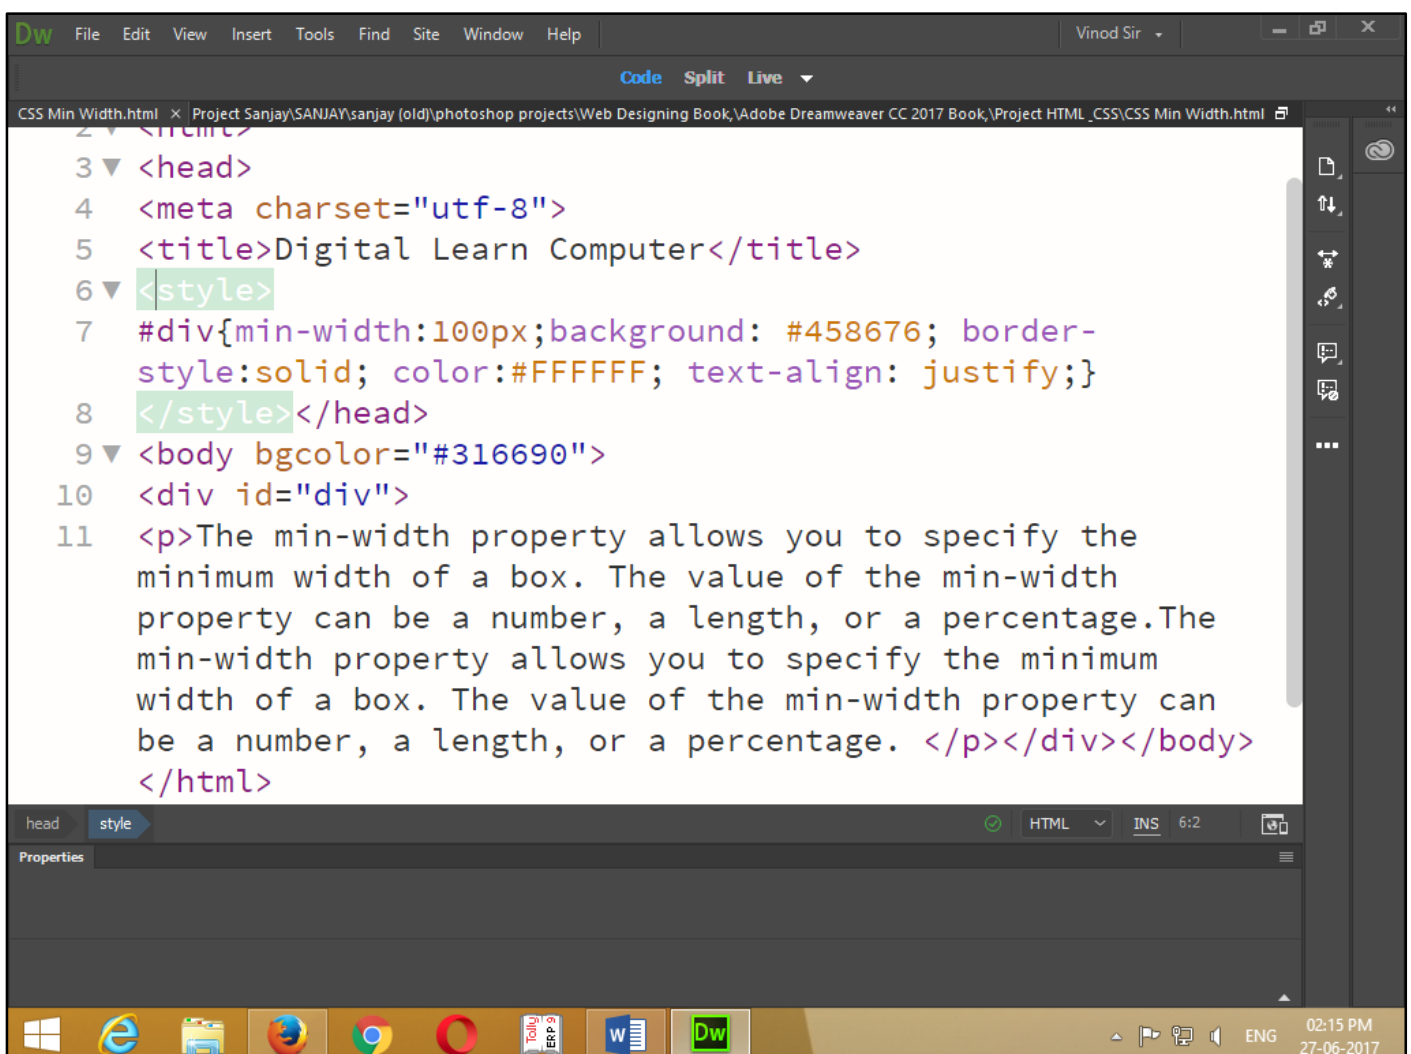 Dw File Edit View Insert Tools Find Site Window Help Vinod Sir
Code Split Live
CSS Min Width.html × Project Sanjay\SANJAY\sanjay (old)\photoshop projects\Web Designing Book,\Adobe Dreamweaver CC 2017 Book,\Project HTML_CSS\CSS Min Width.html
2 <html>
3 <head>
4 <meta charset="utf-8">
5 <title>Digital Learn Computer</title>
6 <style>
7 #div{min-width:100px;background: #458676; border-
style:solid; color:#FFFFFF; text-align: justify;}
8 </style></head>
9 <body bgcolor="#316690">
10 <div id="div">
11 <p>The min-width property allows you to specify the
minimum width of a box. The value of the min-width
property can be a number, a length, or a percentage.The
min-width property allows you to specify the minimum
width of a box. The value of the min-width property can
be a number, a length, or a percentage. </p></div></body>
</html>
head style HTML INS 6:2
Properties
Tally ERP 9 W Dw ENG 02:15 PM
27-06-2017